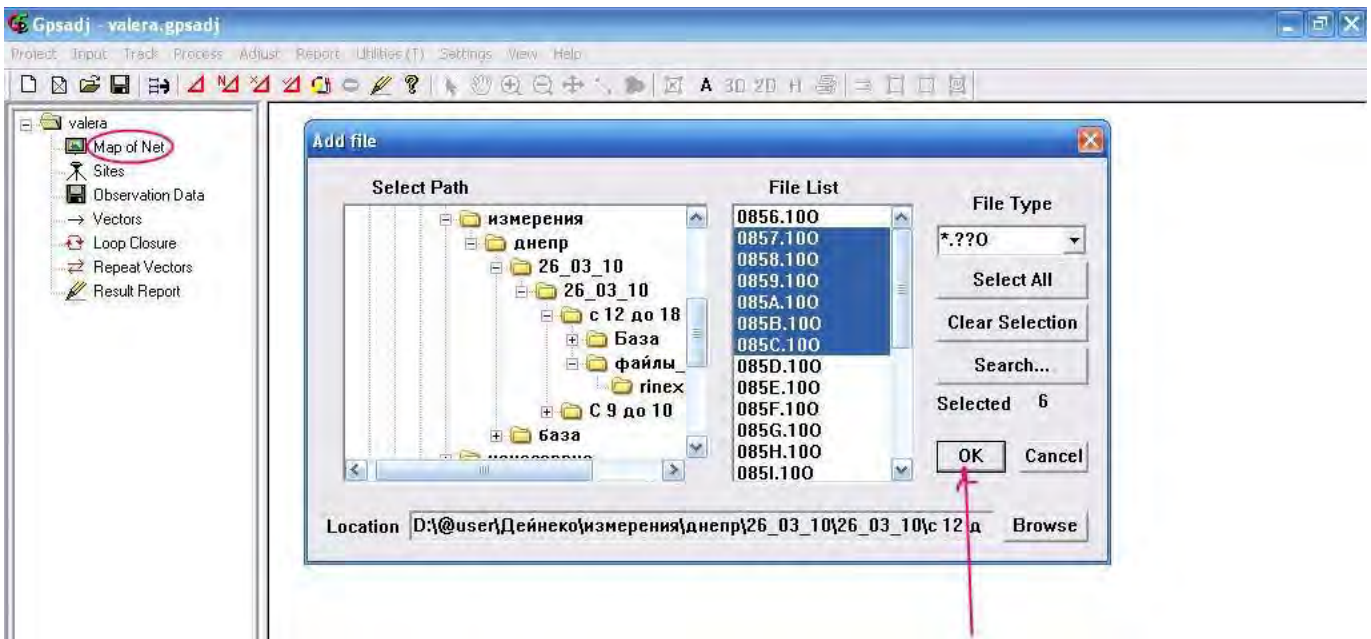 Gpsadj - valera.gpsadj
Project Input Track Process Adjust Report Utilities(T) Settings View Help
A 3D 2D H
valera
Map of Net
Sites
Observation Data
Vectors
Loop Closure
Repeat Vectors
Result Report
Add file
Select Path
измерения
днепр
26_03_10
26_03_10
с 12 до 18
База
файлы_
rinex
С 9 до 10
база
File List
0856.10O
0857.10O
0858.10O
0859.10O
085A.10O
085B.10O
085C.10O
085D.10O
085E.10O
085F.10O
085G.10O
085H.10O
085I.10O
File Type
*.??O
Select All
Clear Selection
Search...
Selected 6
OK Cancel
Location D:\@user\Дейнеко\измерения\днепр\26_03_10\26_03_10\с 12 д Browse